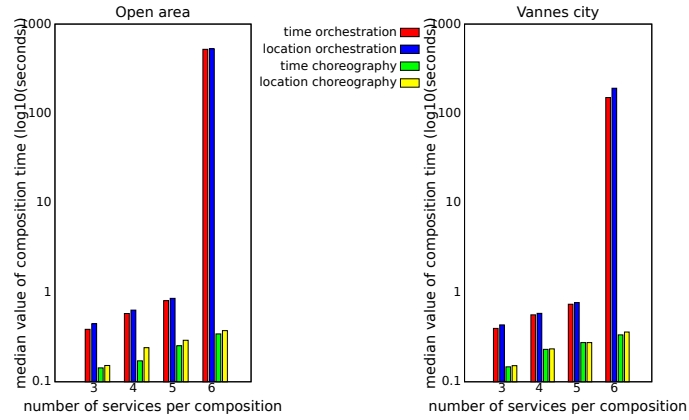 Open area
median value of composition time (log10(seconds))
1000
100
10
1
0.1
3 4 5 6
number of services per composition
time orchestration
location orchestration
time choreography
location choreography
Vannes city
median value of composition time (log10(seconds))
1000
100
10
1
0.1
3 4 5 6
number of services per composition